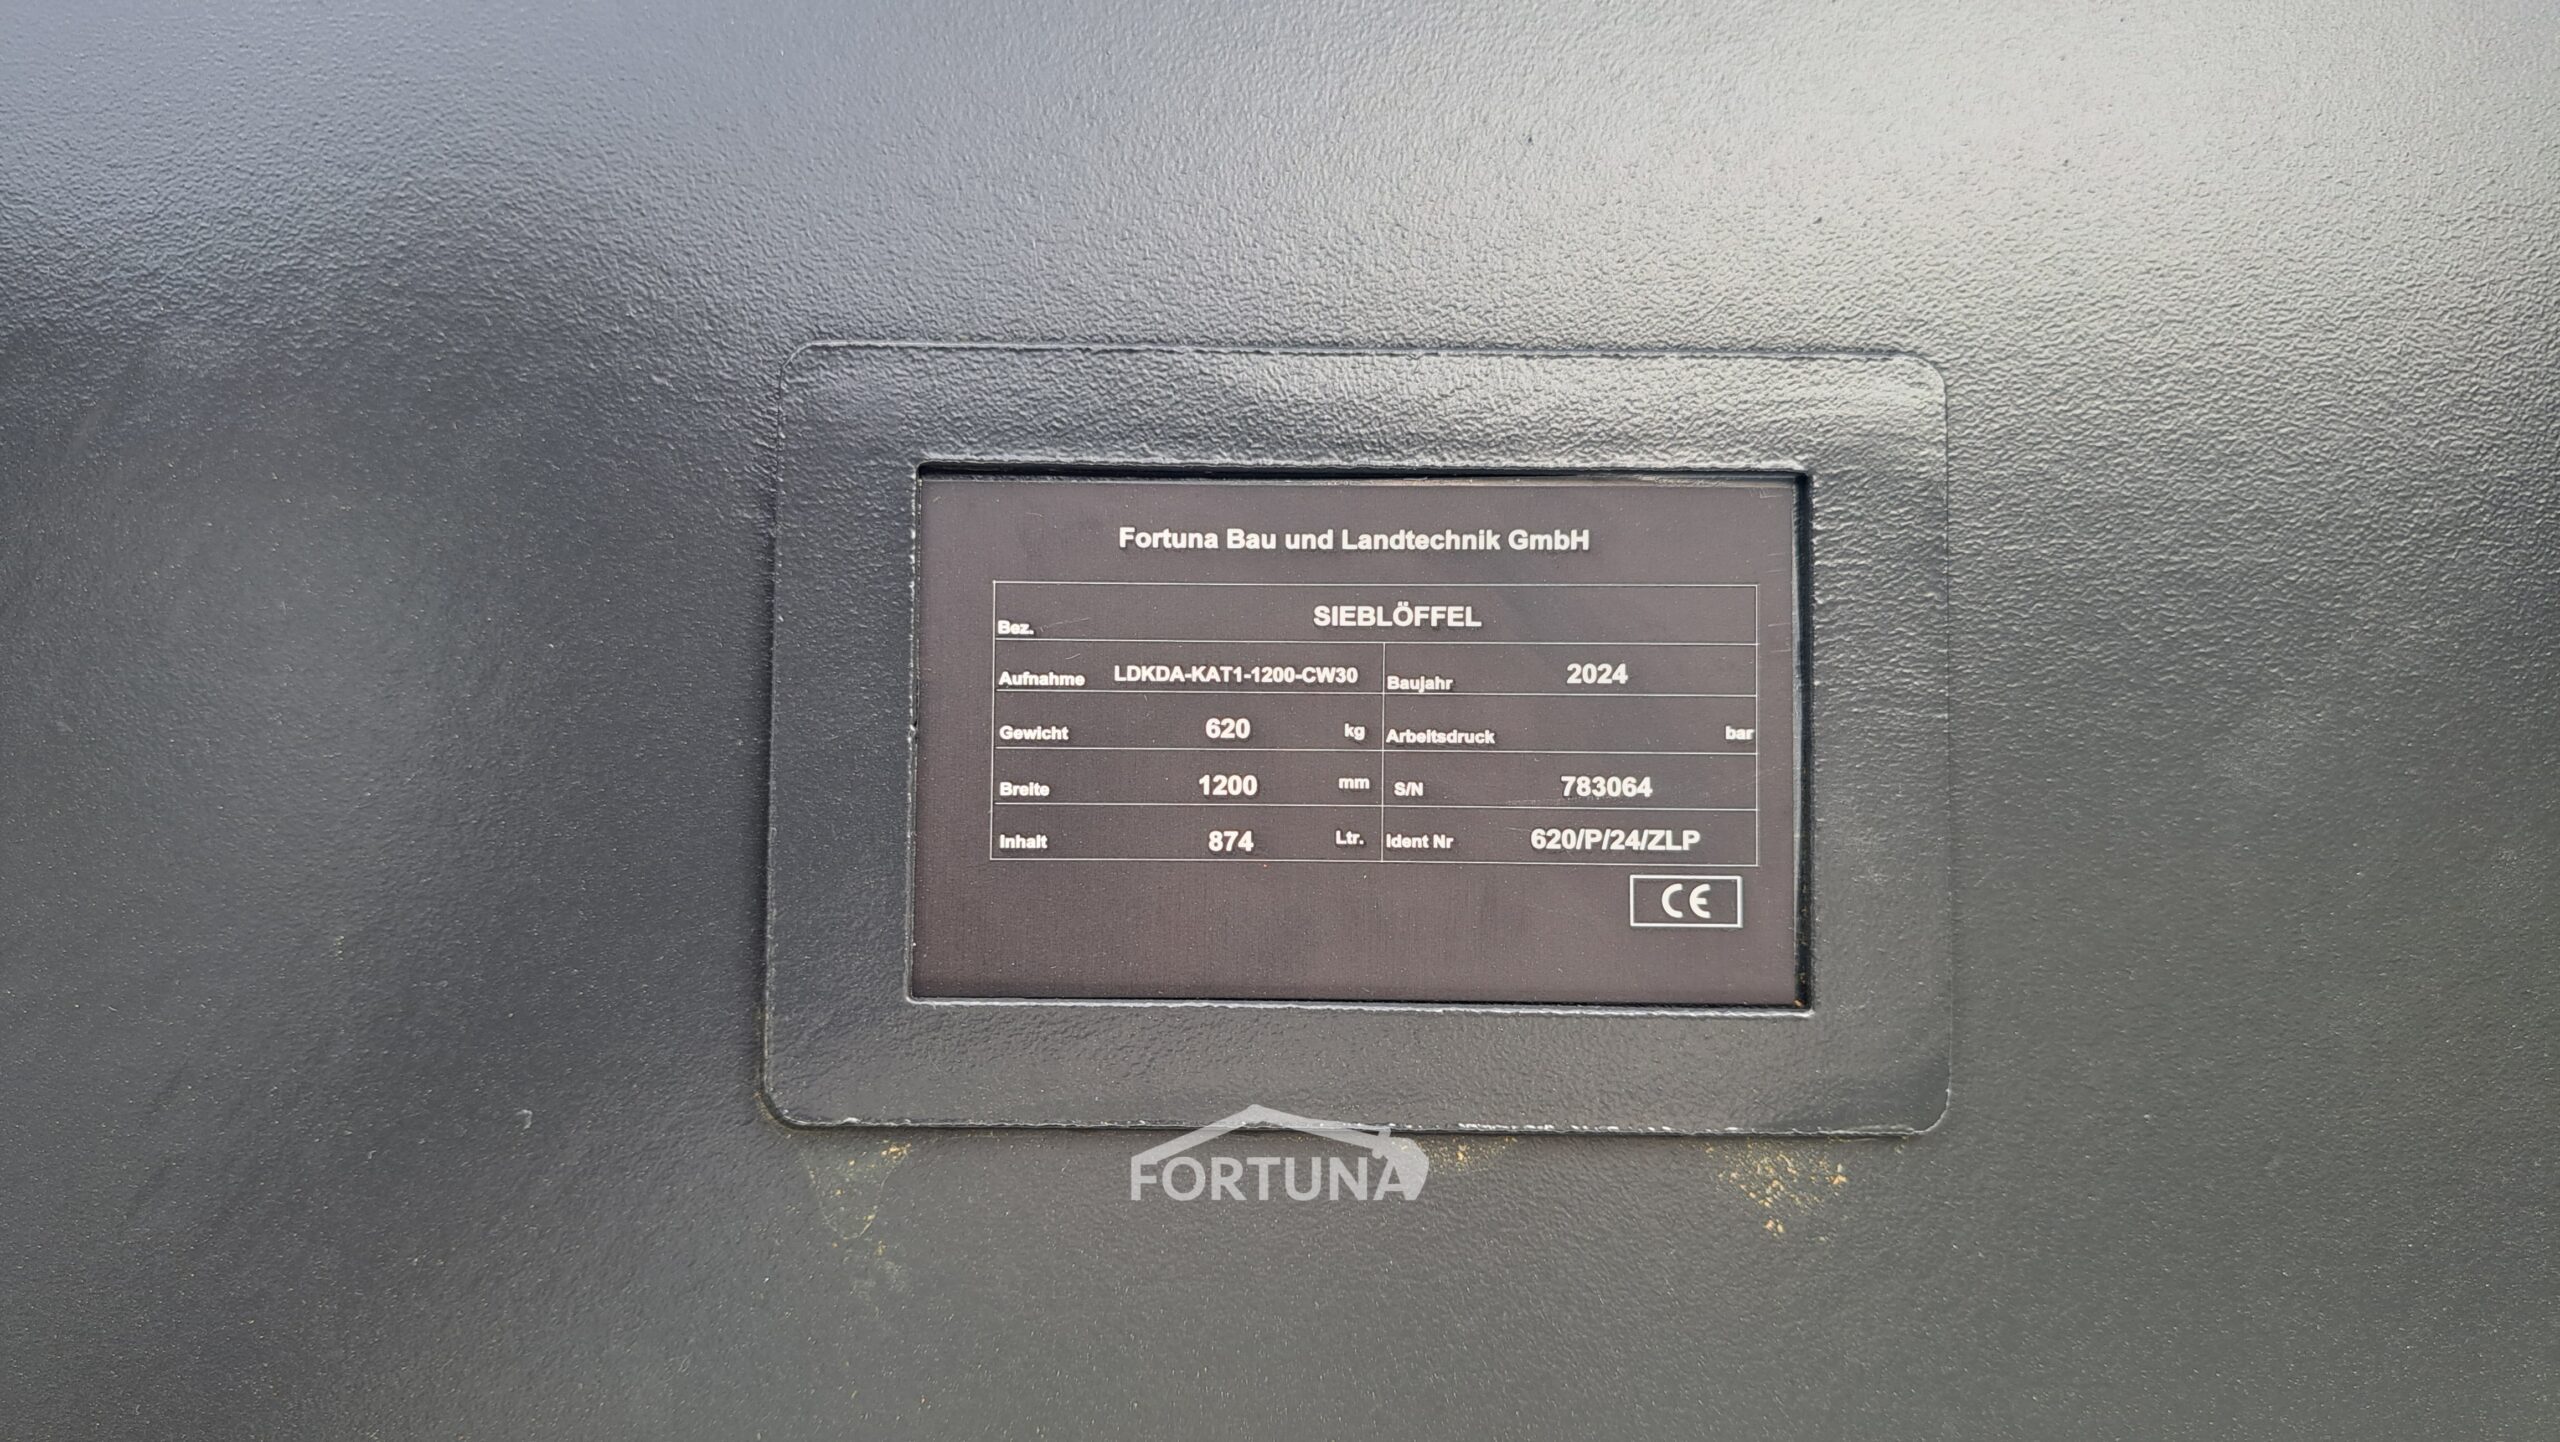 Fortuna Bau und Landtechnik GmbH
Bez. SIEBLÖFFEL
Aufnahme LDKDA-KAT1-1200-CW30 Baujahr 2024
Gewicht 620 kg Arbeitsdruck bar
Breite 1200 mm S/N 783064
Inhalt 874 Ltr. Ident Nr 620/P/24/ZLP
CE
FORTUNA